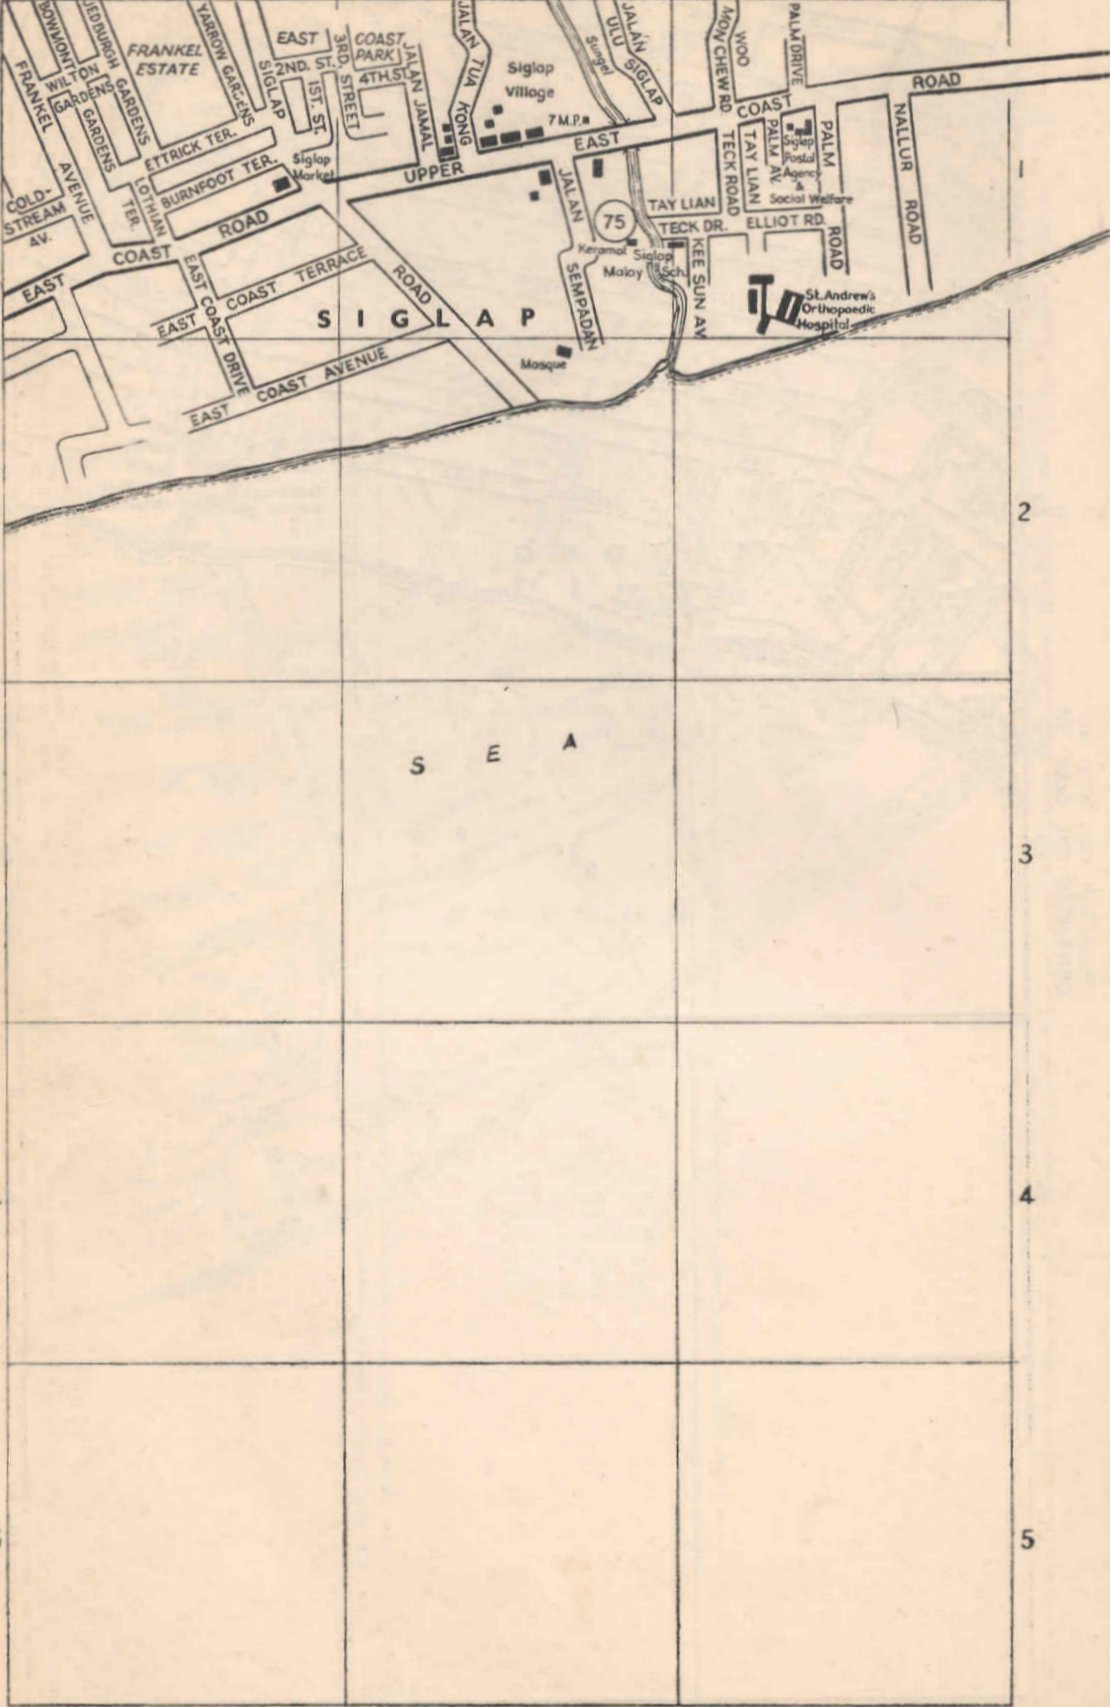 BOWMONT
GARDENS
JEDBURGH GARDENS
WILTON
GARDENS
FRANKEL
AVENUE
FRANKEL
ESTATE
YARROW GARDENS
SIGLAP
ROAD
EAST
COAST
PARK
2ND. ST.
3RD. STREET
4TH.ST.
1ST. ST.
JALAN JAMAL
JALAN TUA KONG
Siglap
Village
7 M.P.
Sungei
JALAN
ULU SIGLAP
WOO
MON CHEW RD
PALM DRIVE
UPPER
EAST
COAST
ROAD
ETTRICK TER.
BURNFOOT TER.
LOTHIAN
TER.
COLD-
STREAM
AV.
Siglap
Market
EAST
COAST
ROAD
TAY LIAN
TECK ROAD
PALM AV.
Siglap
Postal
Agency
&
Social Welfare
PALM
ROAD
NALLUR
ROAD
1
JALAN
SEMPADAN
75
TAY LIAN
TECK DR.
ELLIOT RD.
Keramat
Siglap
Malay Sch.
KEE SUN AV.
St. Andrew's
Orthopaedic
Hospital
EAST COAST TERRACE
EAST COAST DRIVE
EAST COAST AVENUE
SIGLAP
Mosque
2
SEA
3
4
5